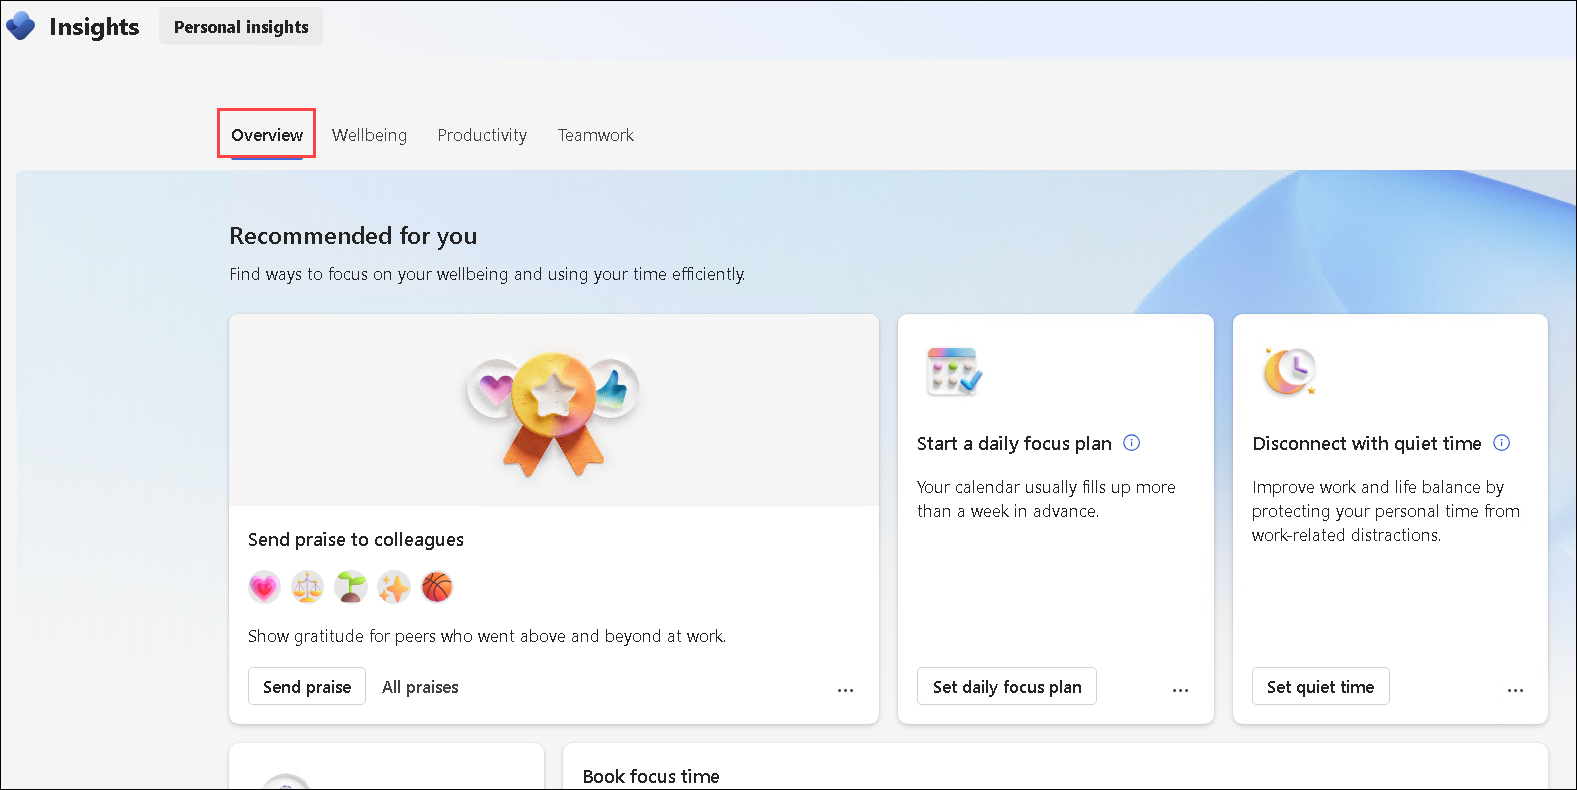 Insights
Personal insights
Overview
Wellbeing
Productivity
Teamwork
Recommended for you
Find ways to focus on your wellbeing and using your time efficiently.
Send praise to colleagues
Show gratitude for peers who went above and beyond at work.
Send praise
All praises
...
Start a daily focus plan
Your calendar usually fills up more
than a week in advance.
Set daily focus plan
...
Disconnect with quiet time
Improve work and life balance by
protecting your personal time from
work-related distractions.
Set quiet time
...
Book focus time